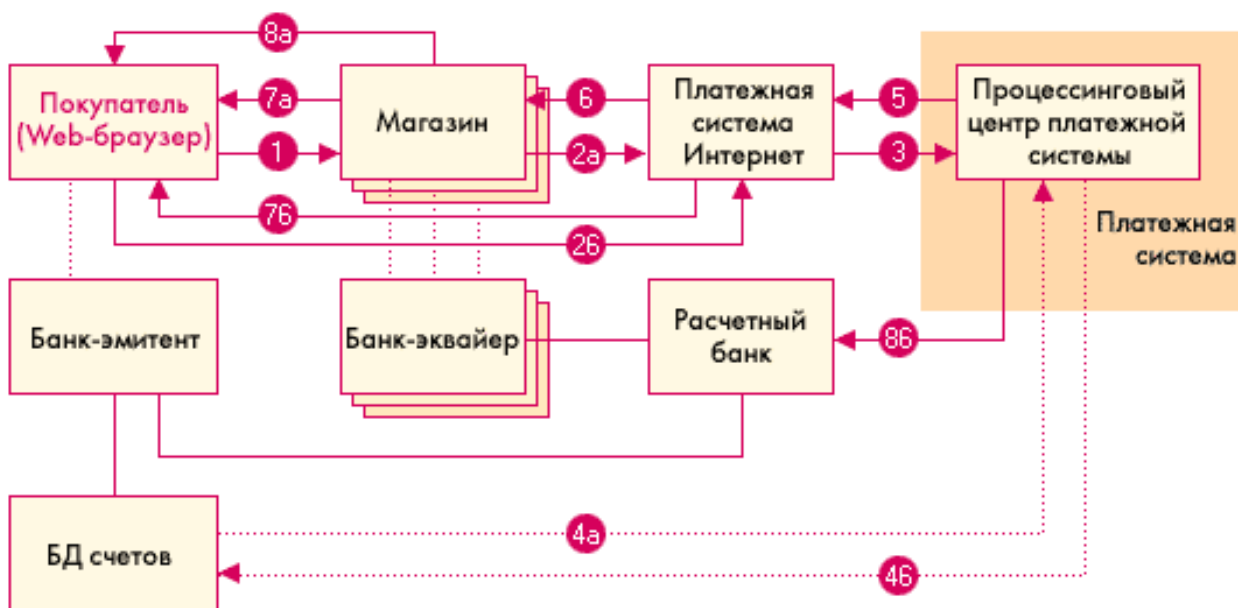 8а
Покупатель
(Web-браузер)
7а
1
Магазин
6
2а
Платежная
система
Интернет
5
3
Процессинговый
центр платежной
системы
7б
2б
Платежная
система
Банк-эмитент
Банк-эквайер
Расчетный
банк
8б
БД счетов
4а
4б